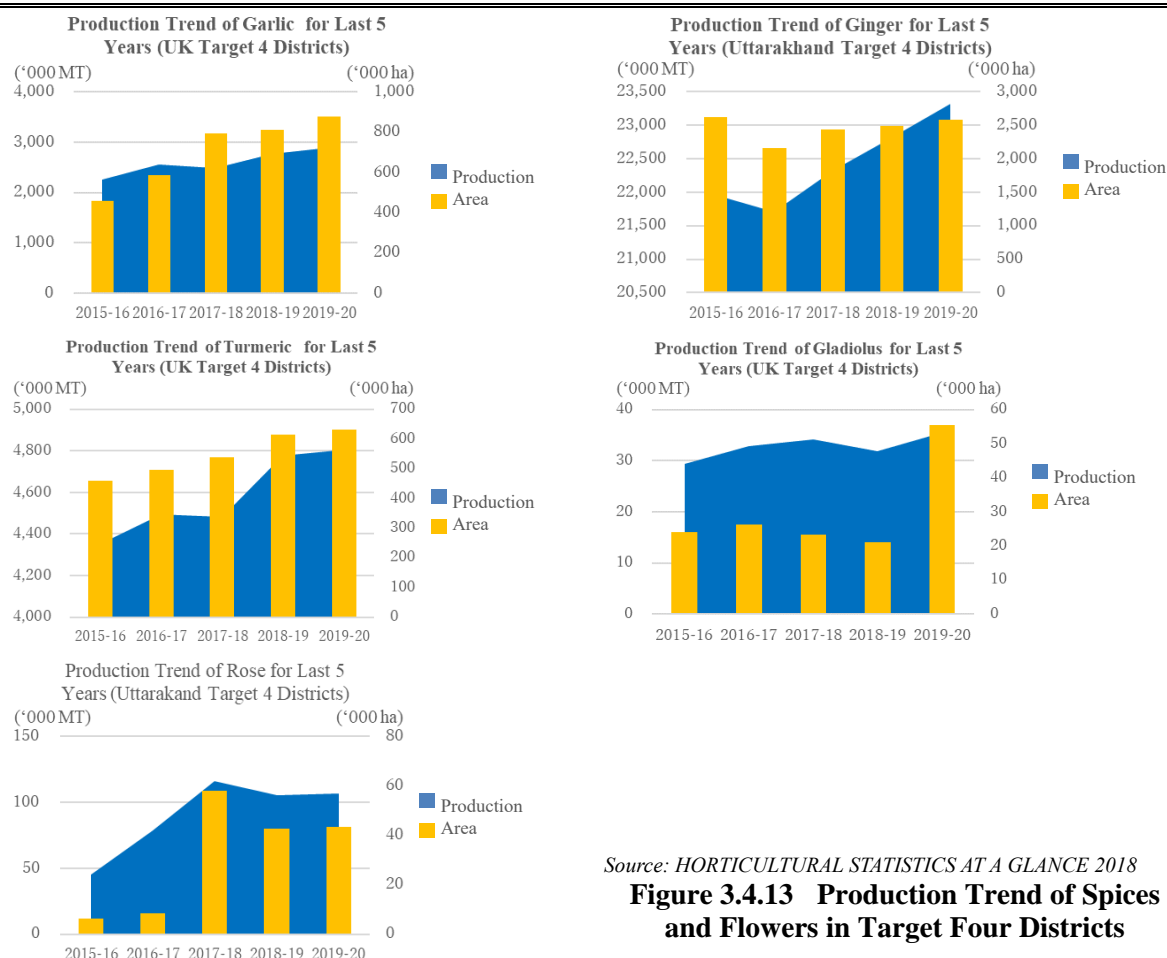 Production Trend of Garlic for Last 5
Years (UK Target 4 Districts)
(‘000 MT)
(‘000 ha)
4,000
3,000
2,000
1,000
0
1,000
800
600
400
200
0
Production
Area
2015-16 2016-17 2017-18 2018-19 2019-20
Production Trend of Ginger for Last 5
Years (Uttarakhand Target 4 Districts)
(‘000 MT)
(‘000 ha)
23,500
23,000
22,500
22,000
21,500
21,000
20,500
3,000
2,500
2,000
1,500
1,000
500
0
Production
Area
2015-16 2016-17 2017-18 2018-19 2019-20
Production Trend of Turmeric for Last 5
Years (UK Target 4 Districts)
(‘000 MT)
(‘000 ha)
5,000
4,800
4,600
4,400
4,200
4,000
700
600
500
400
300
200
100
0
Production
Area
2015-16 2016-17 2017-18 2018-19 2019-20
Production Trend of Gladiolus for Last 5
Years (UK Target 4 Districts)
(‘000 MT)
(‘000 ha)
40
30
20
10
0
60
50
40
30
20
10
0
Production
Area
2015-16 2016-17 2017-18 2018-19 2019-20
Production Trend of Rose for Last 5
Years (Uttarakand Target 4 Districts)
(‘000 MT)
(‘000 ha)
150
100
50
0
80
60
40
20
0
Production
Area
2015-16 2016-17 2017-18 2018-19 2019-20
Source: HORTICULTURAL STATISTICS AT A GLANCE 2018
Figure 3.4.13 Production Trend of Spices
and Flowers in Target Four Districts